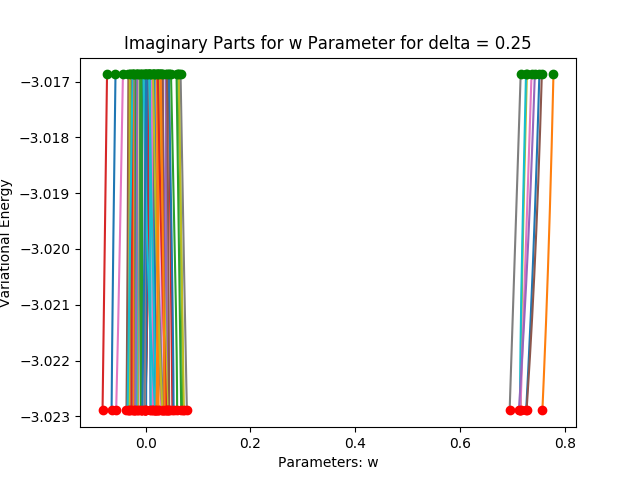 Imaginary Parts for w Parameter for delta = 0.25
−3.017
−3.018
−3.019
−3.020
−3.021
−3.022
−3.023
Variational Energy
0.0 0.2 0.4 0.6 0.8
Parameters: w